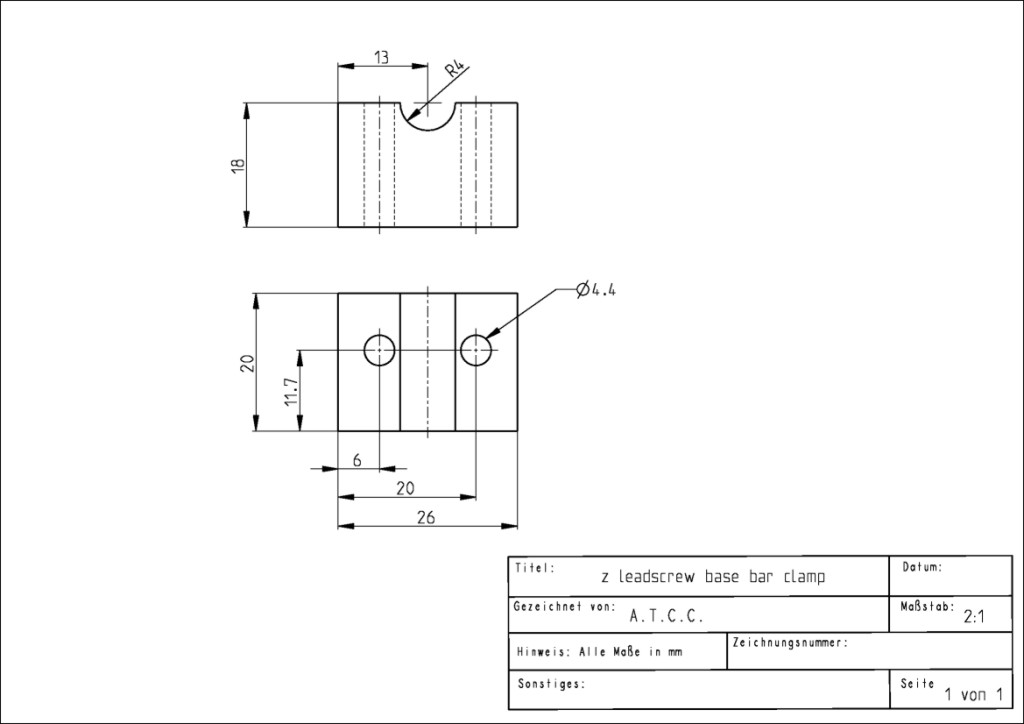 13
R4
18
Ø4.4
20
11.7
6
20
26
Titel:
z leadscrew base bar clamp
Datum:
Gezeichnet von:
A.T.C.C.
Maßstab:
2:1
Hinweis: Alle Maße in mm
Zeichnungsnummer:
Sonstiges:
Seite
1 von 1